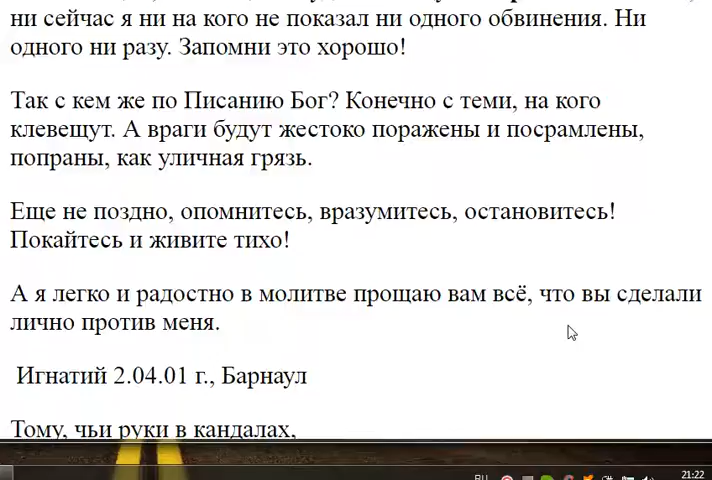 ни сейчас я ни на кого не показал ни одного обвинения. Ни
одного ни разу. Запомни это хорошо!
Так с кем же по Писанию Бог? Конечно с теми, на кого
клевещут. А враги будут жестоко поражены и посрамлены,
попраны, как уличная грязь.
Еще не поздно, опомнитесь, вразумитесь, остановитесь!
Покайтесь и живите тихо!
А я легко и радостно в молитве прощаю вам всё, что вы сделали
лично против меня.
Игнатий 2.04.01 г., Барнаул
Тому, чьи руки в кандалах,
RU
21:22